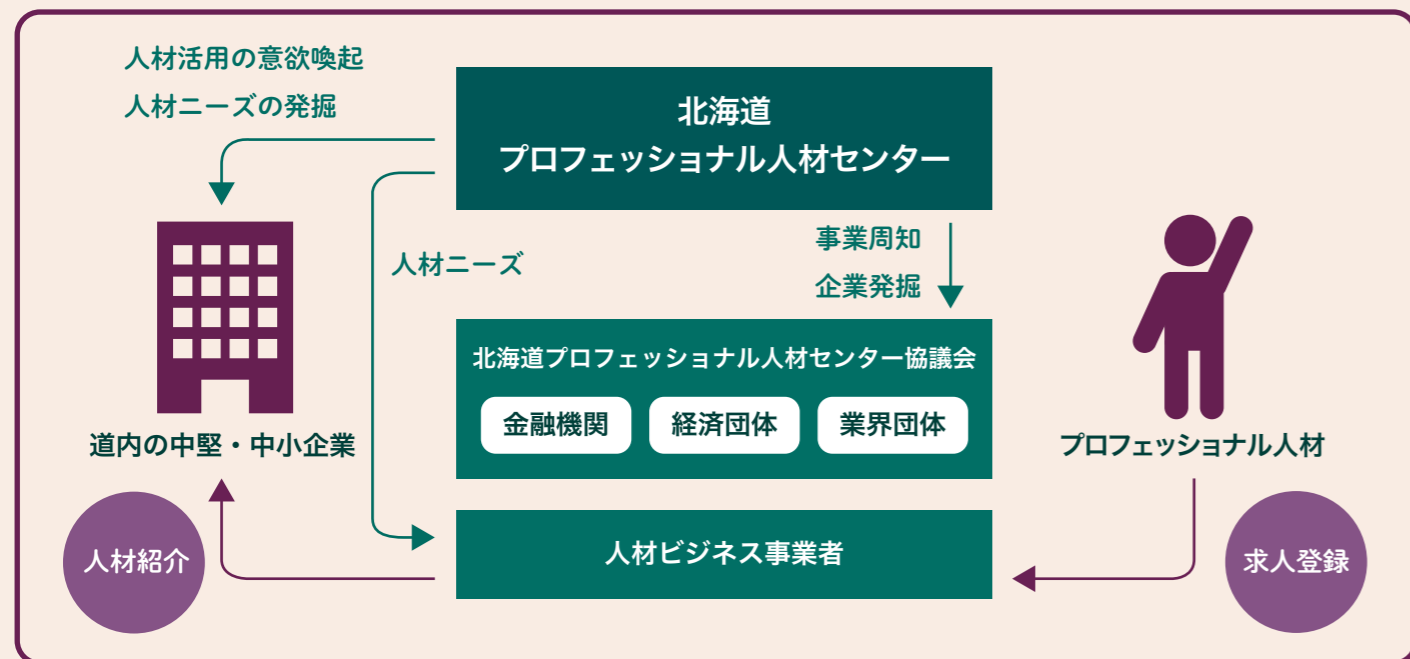 人材活用の意欲喚起
人材ニーズの発掘
北海道
プロフェッショナル人材センター
人材ニーズ
事業周知
企業発掘
北海道プロフェッショナル人材センター協議会
金融機関
経済団体
業界団体
道内の中堅・中小企業
プロフェッショナル人材
人材紹介
人材ビジネス事業者
求人登録